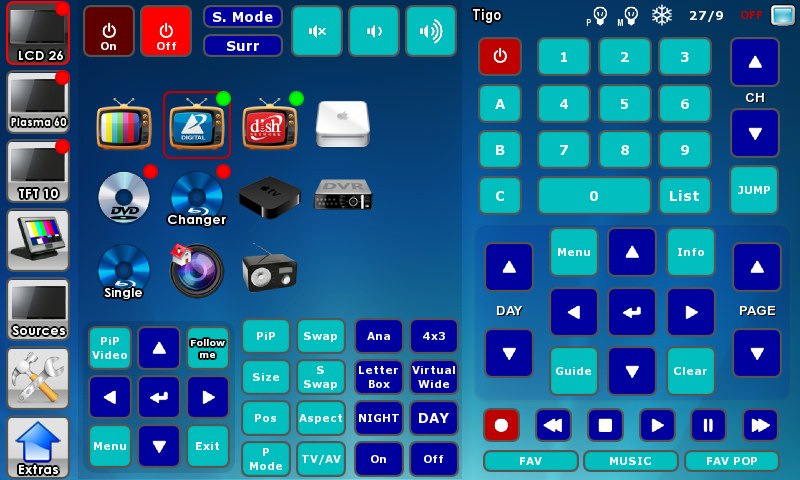 LCD 26
Plasma 60
TFT 10
Sources
Extras
On
Off
S. Mode
Surr
DIGITAL
dish
NETWORK
DVD
Changer
tv
DVR
Single
PiP
Video
Follow
me
Menu
Exit
PiP
Swap
Ana
4x3
Size
S
Swap
Letter
Box
Virtual
Wide
Pos
Aspect
NIGHT
DAY
P
Mode
TV/AV
On
Off
Tigo
P
M
27/9
OFF
1
2
3
A
4
5
6
B
7
8
9
C
0
List
CH
JUMP
Menu
Info
DAY
PAGE
Guide
Clear
FAV
MUSIC
FAV POP